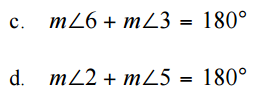 c. m∠6 + m∠3 = 180°
d. m∠2 + m∠5 = 180°